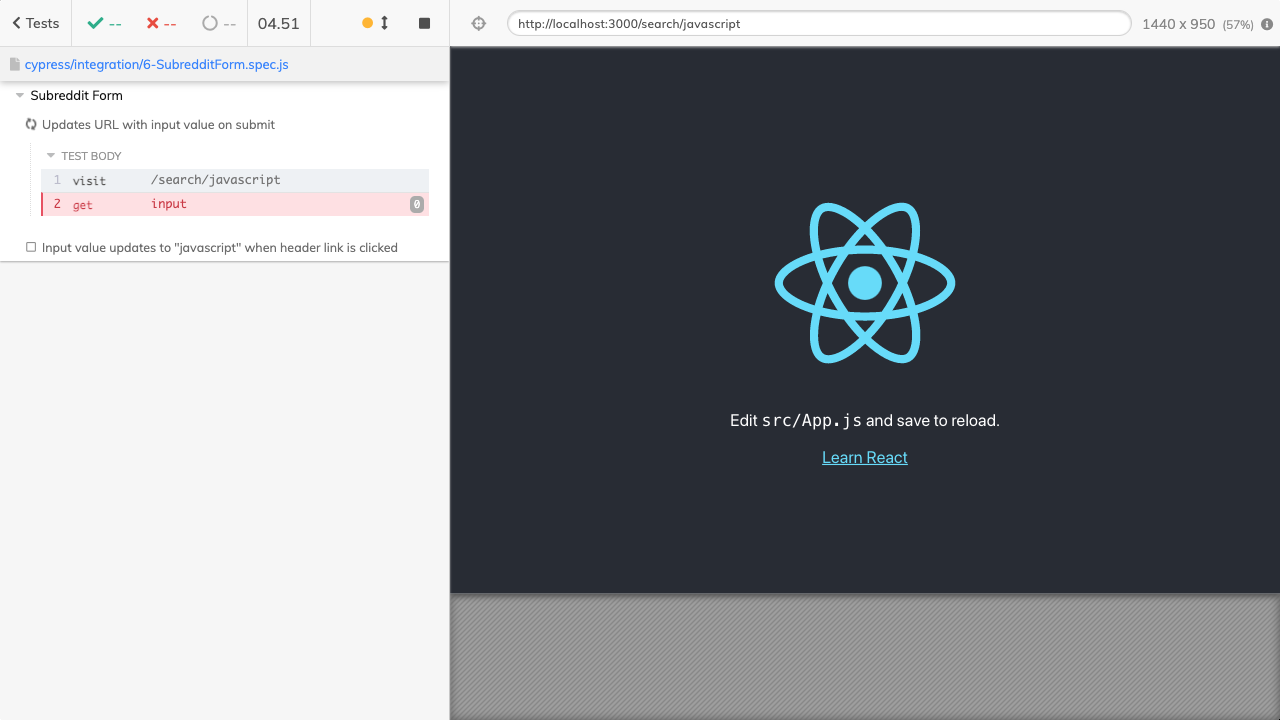 Tests -- -- -- 04.51
http://localhost:3000/search/javascript 1440 x 950 (57%)
cypress/integration/6-SubredditForm.spec.js
Subreddit Form
Updates URL with input value on submit
TEST BODY
1 visit /search/javascript
2 get input 0
Input value updates to "javascript" when header link is clicked
Edit src/App.js and save to reload.
Learn React